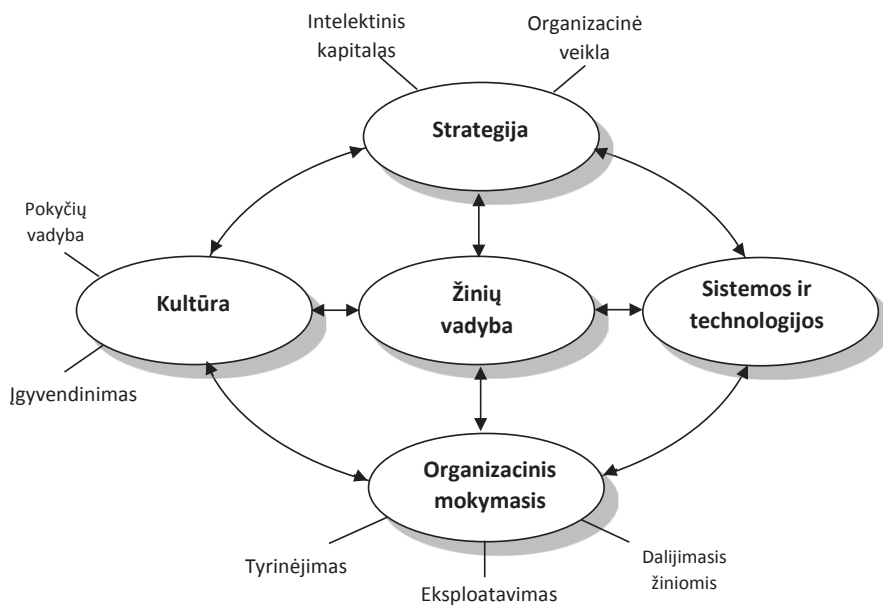 Intelektinis
kapitalas
Organizacinė
veikla
Strategija
Pokyčių
vadyba
Kultūra
Žinių
vadyba
Sistemos ir
technologijos
Įgyvendinimas
Organizacinis
mokymasis
Tyrinėjimas
Eksploatavimas
Dalijimasis
žiniomis